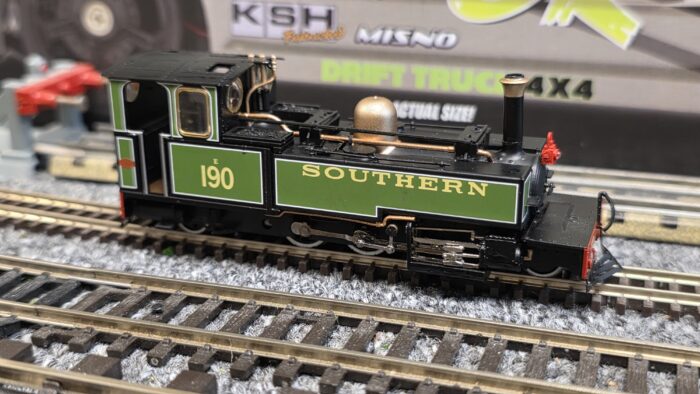 KSH
MISNO
DRIFT TRUCK 4X4
ACTUAL SIZE!
SOUTHERN
E
190